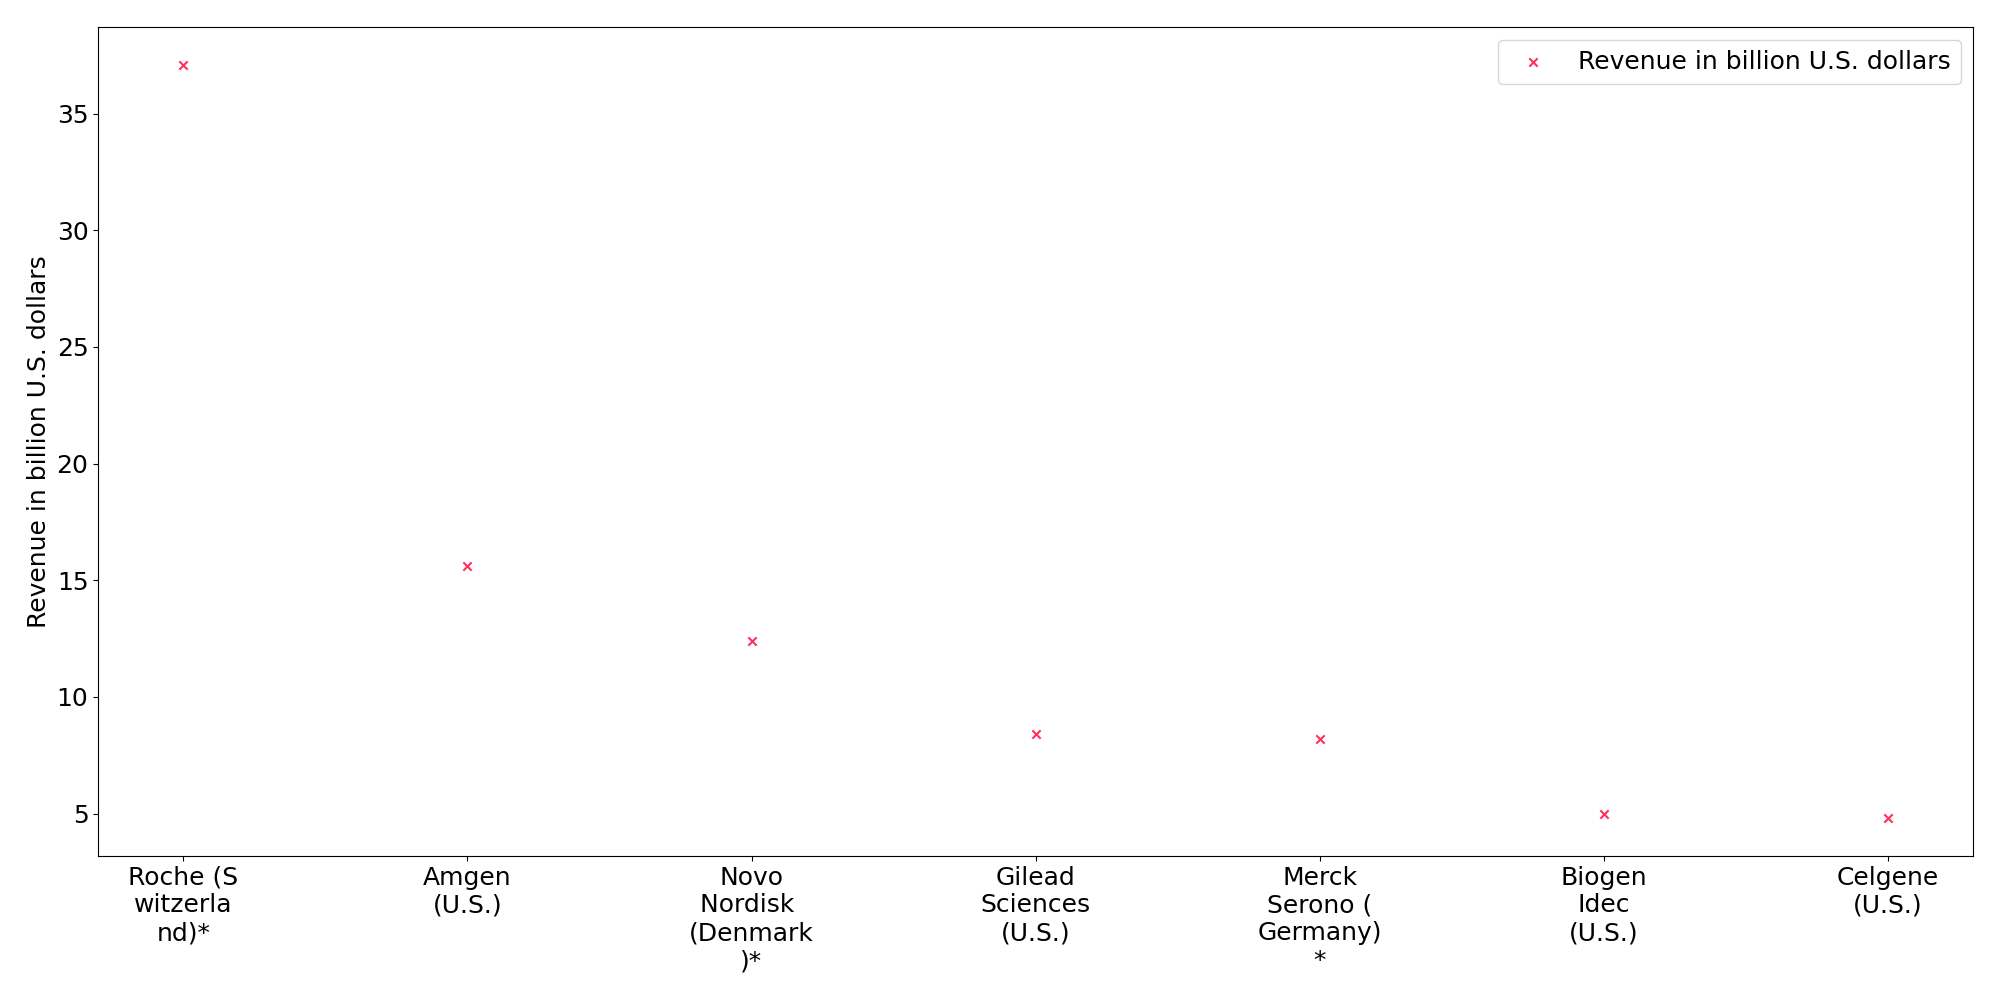 Revenue in billion U.S. dollars
35
30
25
20
15
10
5
Revenue in billion U.S. dollars
Roche (S
witzerla
nd)*
Amgen
(U.S.)
Novo
Nordisk
(Denmark
)*
Gilead
Sciences
(U.S.)
Merck
Serono (
Germany)
*
Biogen
Idec
(U.S.)
Celgene
(U.S.)